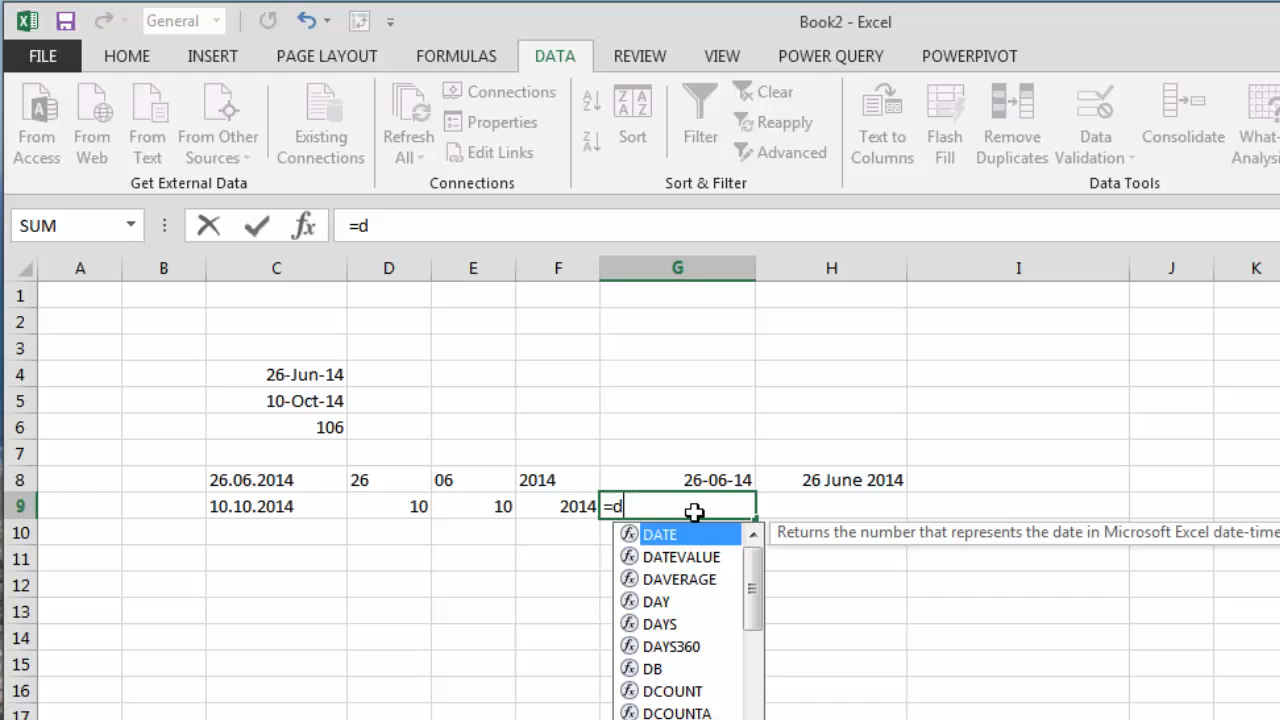 General
Book2 - Excel
FILE HOME INSERT PAGE LAYOUT FORMULAS DATA REVIEW VIEW POWER QUERY POWERPIVOT
From Access
From Web
From Text
From Other Sources
Existing Connections
Get External Data
Refresh All
Connections
Properties
Edit Links
Connections
Sort
Filter
Clear
Reapply
Advanced
Sort & Filter
Text to Columns
Flash Fill
Remove Duplicates
Data Validation
Consolidate
What-
Analysis
Data Tools
SUM fx =d
A B C D E F G H I J K
1
2
3
4 26-Jun-14
5 10-Oct-14
6 106
7
8 26.06.2014 26 06 2014 26-06-14 26 June 2014
9 10.10.2014 10 10 2014 =d
10
11
12
13
14
15
16
17
DATE
Returns the number that represents the date in Microsoft Excel date-time
DATEVALUE
DAVERAGE
DAY
DAYS
DAYS360
DB
DCOUNT
DCOUNTA